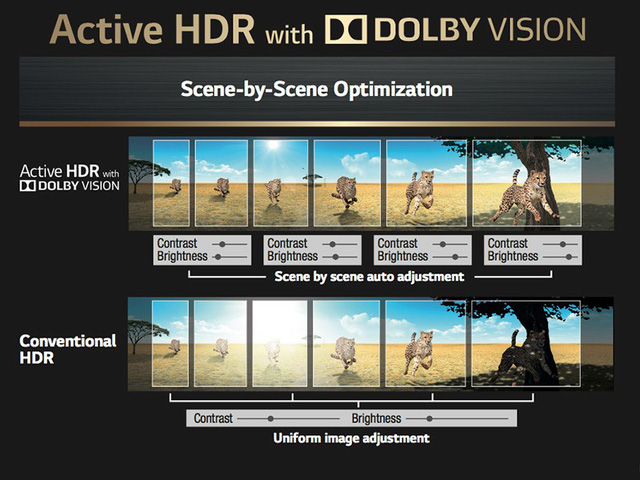 Active HDR with DOLBY VISION
Scene-by-Scene Optimization
Active HDR with
DOLBY VISION
Contrast
Brightness
Contrast
Brightness
Contrast
Brightness
Contrast
Brightness
Scene by scene auto adjustment
Conventional
HDR
Contrast Brightness
Uniform image adjustment